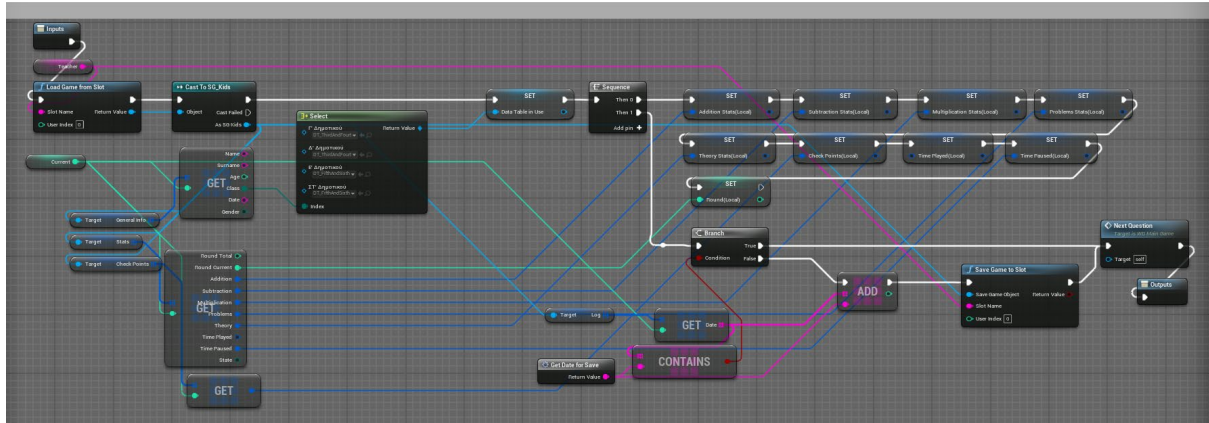 Inputs
Teacher
Load Game from Slot
Slot Name
Return Value
User Index 0
Cast To SG_Kids
Object
Cast Failed
As SG Kids
Select
Γ' Δημοτικού
Return Value
Δ' Δημοτικού
Ε' Δημοτικού
DT_FifthAndSixth
ΣΤ' Δημοτικού
DT_FifthAndSixth
Index
SET
Data Table in Use
Sequence
Then 0
Then 1
Add pin
SET
Addition Stats(Local)
SET
Subtraction Stats(Local)
SET
Multiplication Stats(Local)
SET
Problems Stats(Local)
SET
Theory Stats(Local)
SET
Check Points(Local)
SET
Time Played(Local)
SET
Time Paused(Local)
SET
Round(Local)
Current
GET
Name
Surname
Age
Class
Date
Gender
Target
General Info
Target
Stats
Target
Check Points
GET
Round Total
Round Current
Addition
Subtraction
Multiplication
Problems
Theory
Time Played
Time Paused
State
GET
Branch
True
Condition
False
Target
Log
GET
Date
Get Date for Save
Return Value
CONTAINS
ADD
Save Game to Slot
Save Game Object
Return Value
Slot Name
User Index 0
Next Question
Target is WD Main Game
Target self
Outputs